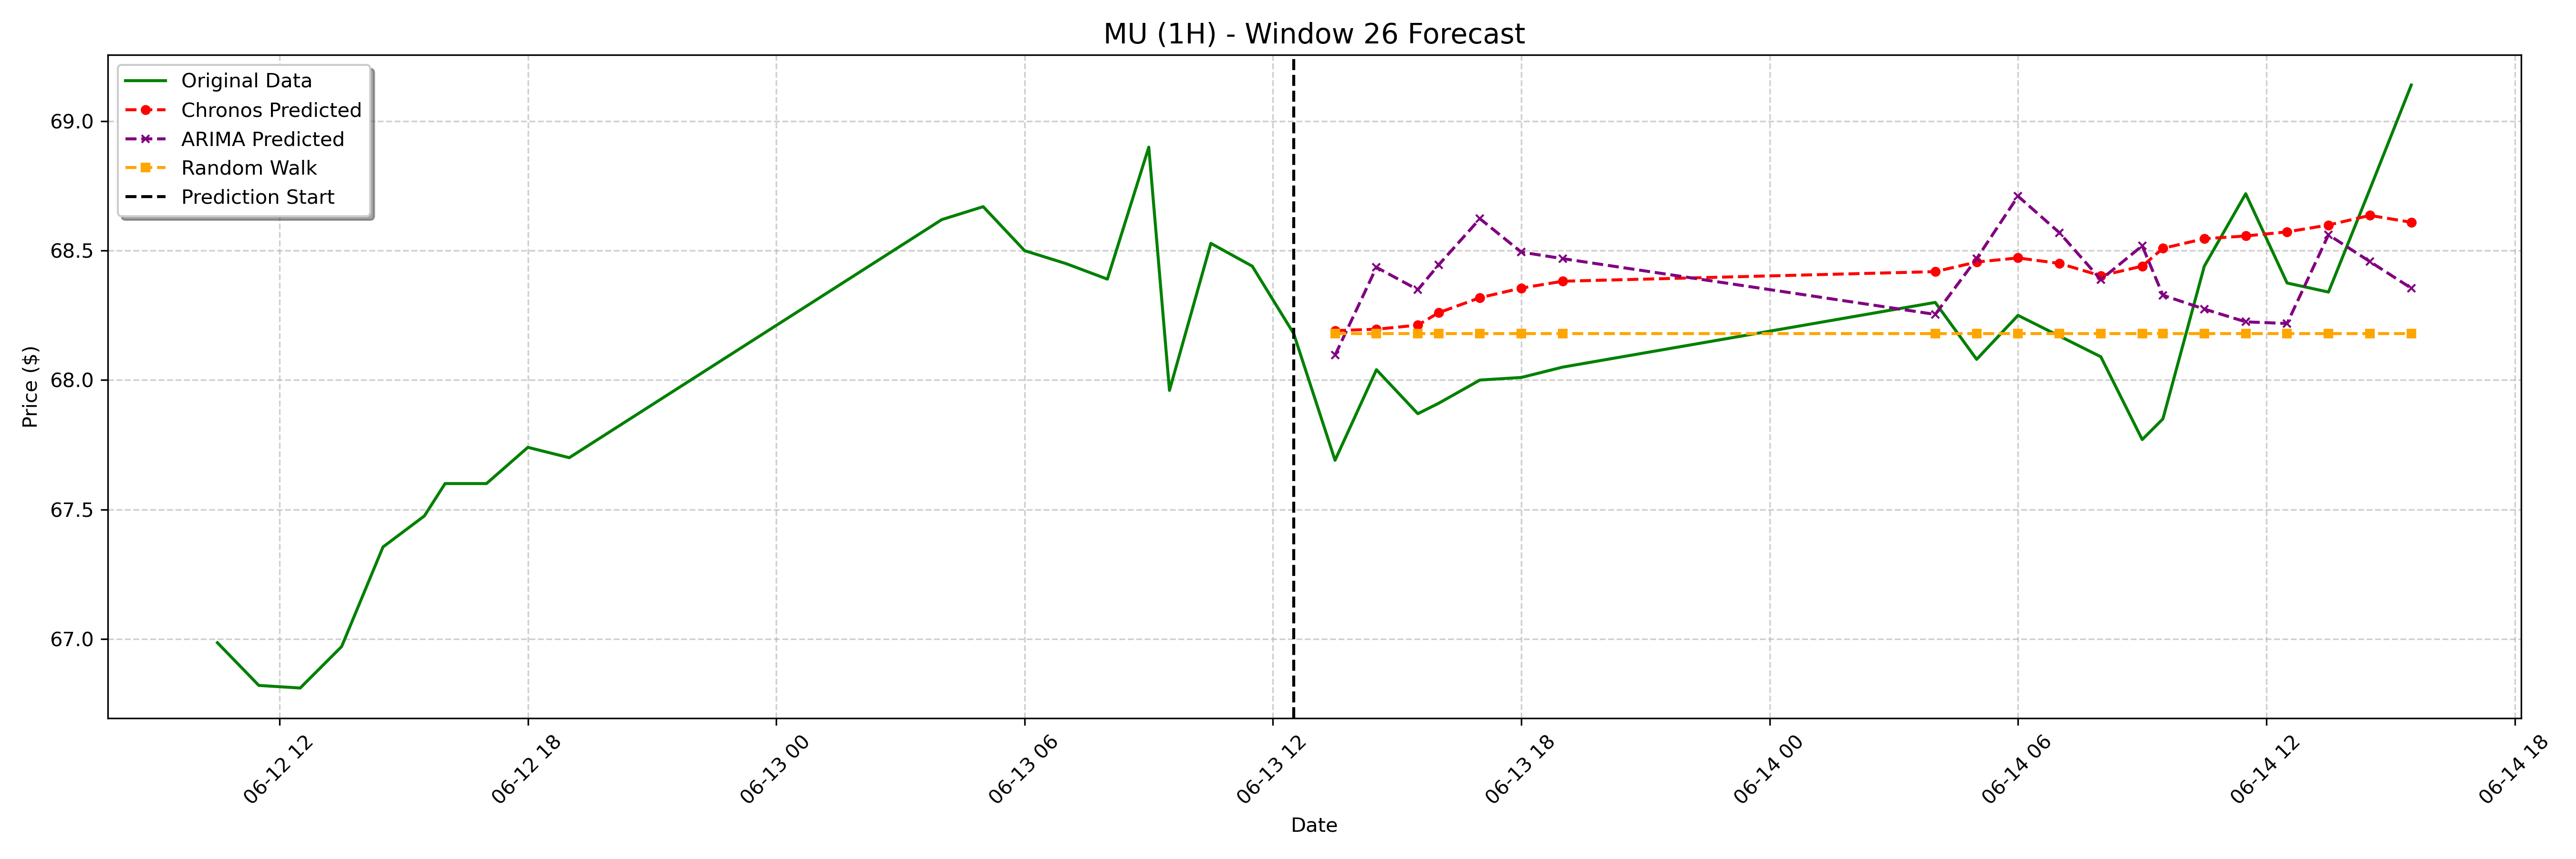 MU (1H) - Window 26 Forecast
Original Data
Chronos Predicted
ARIMA Predicted
Random Walk
Prediction Start
Price ($)
69.0
68.5
68.0
67.5
67.0
06-12 12
06-12 18
06-13 00
06-13 06
06-13 12
06-13 18
06-14 00
06-14 06
06-14 12
06-14 18
Date